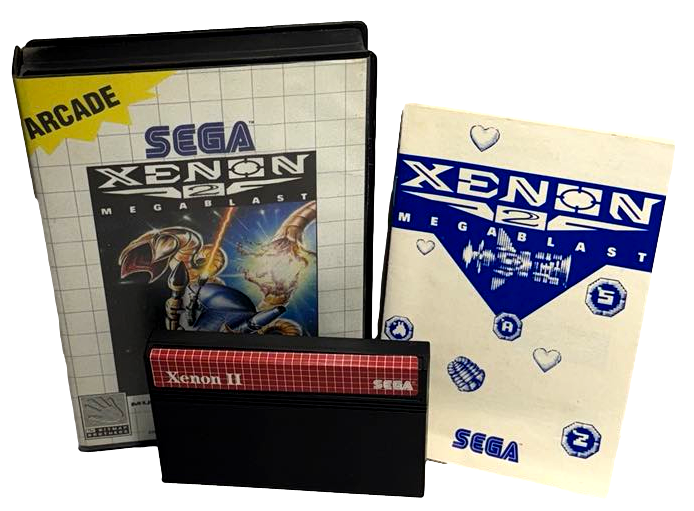 ARCADE
SEGA
XENON
2
MEGABLAST
Xenon II
SEGA
XENON
2
MEGABLAST
S
A
Z
SEGA